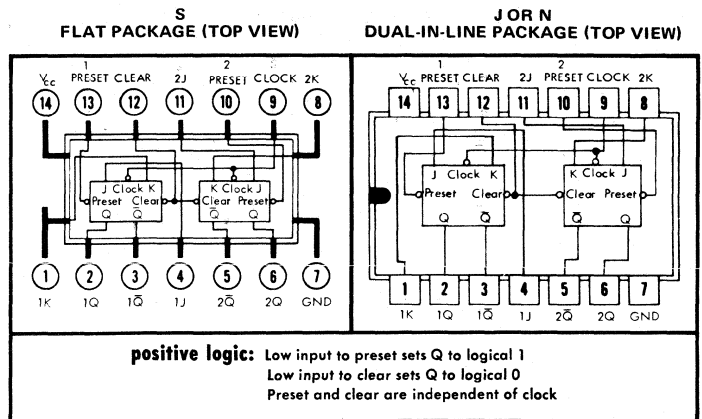 S
FLAT PACKAGE (TOP VIEW)
1 2
Vcc PRESET CLEAR 2J PRESET CLOCK 2K
14 13 12 11 10 9 8
J Clock K K Clock J
Preset Clear Clear Preset
Q Q̅ Q̅ Q
1 2 3 4 5 6 7
1K 1Q 1Q̅ 1J 2Q̅ 2Q GND
J OR N
DUAL-IN-LINE PACKAGE (TOP VIEW)
1 2
Vcc PRESET CLEAR 2J PRESET CLOCK 2K
14 13 12 11 10 9 8
J Clock K K Clock J
Preset Clear Clear Preset
Q Q̅ Q̅ Q
1 2 3 4 5 6 7
1K 1Q 1Q̅ 1J 2Q̅ 2Q GND
positive logic: Low input to preset sets Q to logical 1
Low input to clear sets Q to logical 0
Preset and clear are independent of clock